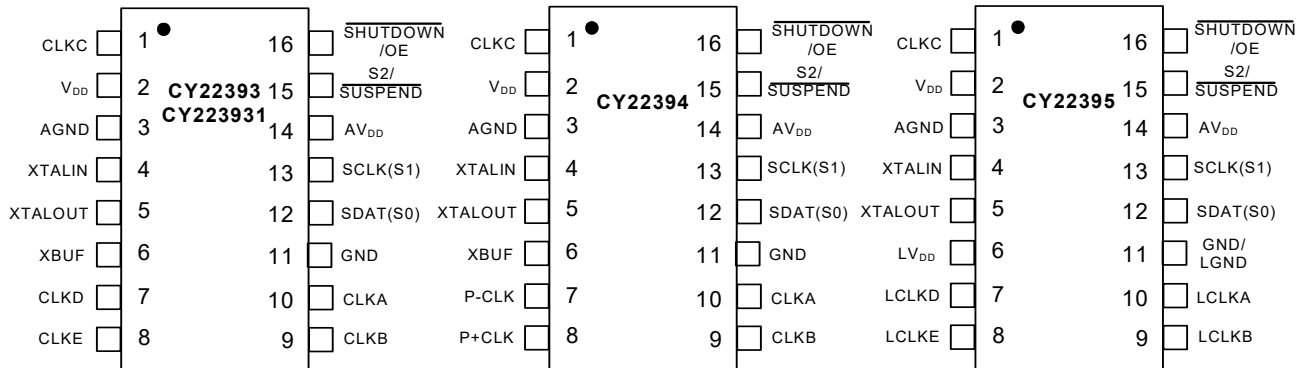 CLKC 1 16 SHUTDOWN/OE
VDD 2 CY22393 15 S2/SUSPEND
CY223931
AGND 3 14 AVDD
XTALIN 4 13 SCLK(S1)
XTALOUT 5 12 SDAT(S0)
XBUF 6 11 GND
CLKD 7 10 CLKA
CLKE 8 9 CLKB
CLKC 1 16 SHUTDOWN/OE
VDD 2 CY22394 15 S2/SUSPEND
AGND 3 14 AVDD
XTALIN 4 13 SCLK(S1)
XTALOUT 5 12 SDAT(S0)
XBUF 6 11 GND
P-CLK 7 10 CLKA
P+CLK 8 9 CLKB
CLKC 1 16 SHUTDOWN/OE
VDD 2 CY22395 15 S2/SUSPEND
AGND 3 14 AVDD
XTALIN 4 13 SCLK(S1)
XTALOUT 5 12 SDAT(S0)
LVDD 6 11 GND/LGND
LCLKD 7 10 LCLKA
LCLKE 8 9 LCLKB